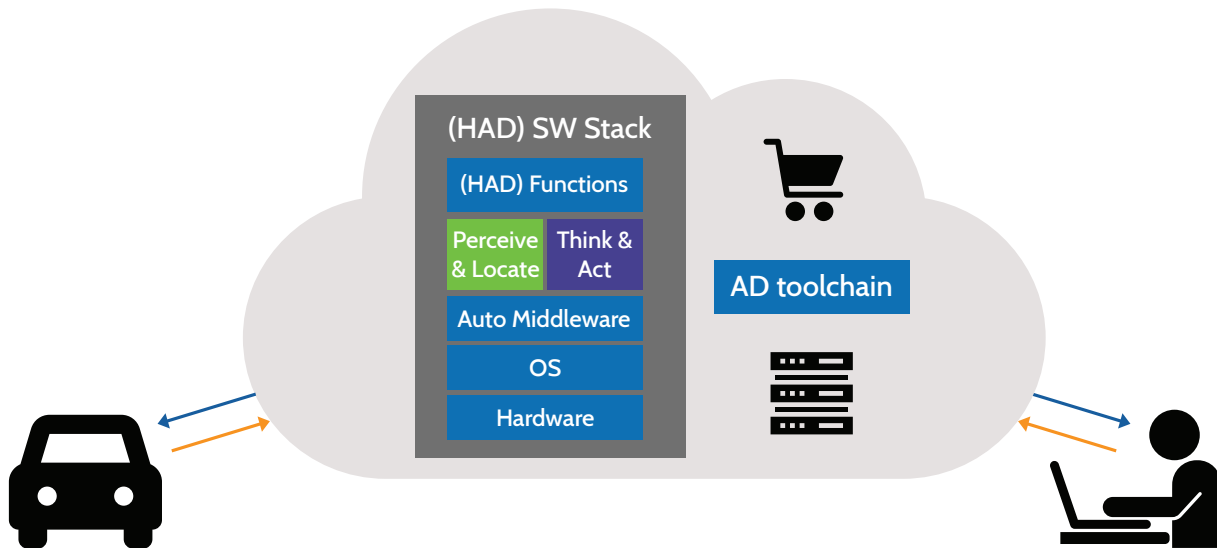 (HAD) SW Stack
(HAD) Functions
Perceive
& Locate
Think &
Act
Auto Middleware
OS
Hardware
AD toolchain